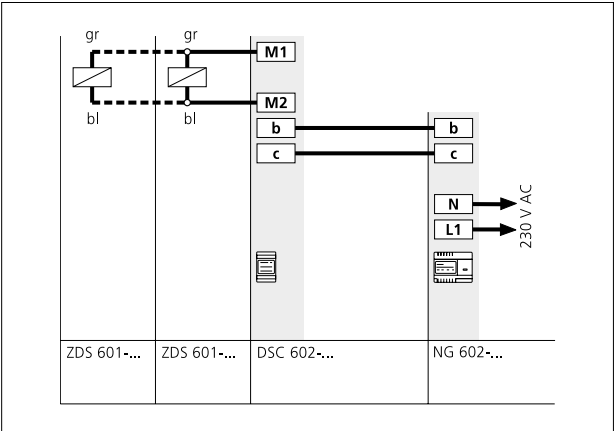 gr
gr
M1
M2
bl
bl
b
b
c
c
N
L1
230 V AC
ZDS 601-...
ZDS 601-...
DSC 602-...
NG 602-...